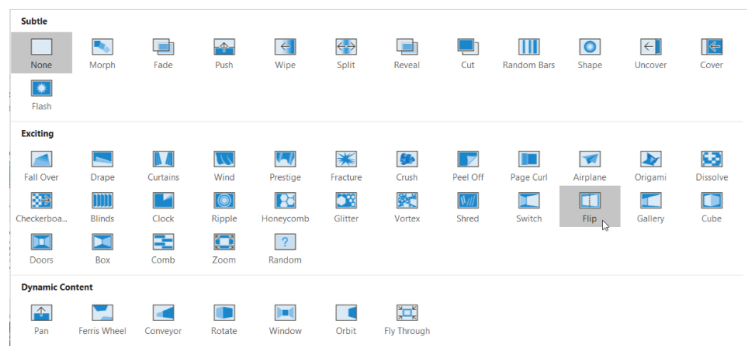 Subtle
None Morph Fade Push Wipe Split Reveal Cut Random Bars Shape Uncover Cover
Flash
Exciting
Fall Over Drape Curtains Wind Prestige Fracture Crush Peel Off Page Curl Airplane Origami Dissolve
Checkerboa... Blinds Clock Ripple Honeycomb Glitter Vortex Shred Switch Flip Gallery Cube
Doors Box Comb Zoom Random
Dynamic Content
Pan Ferris Wheel Conveyor Rotate Window Orbit Fly Through